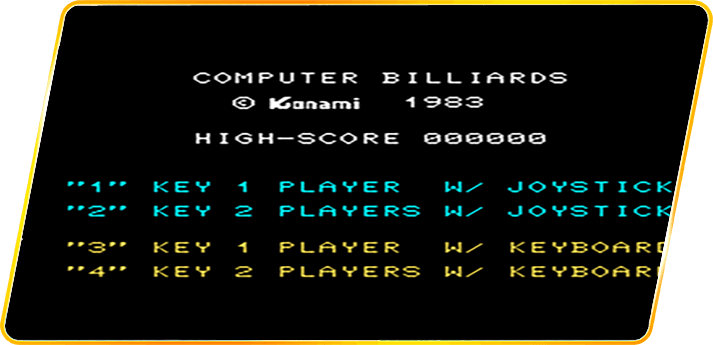 COMPUTER BILLIARDS
© Konami 1983
HIGH-SCORE 000000
"1" KEY 1 PLAYER W/ JOYSTICK
"2" KEY 2 PLAYERS W/ JOYSTICK
"3" KEY 1 PLAYER W/ KEYBOARD
"4" KEY 2 PLAYERS W/ KEYBOAR